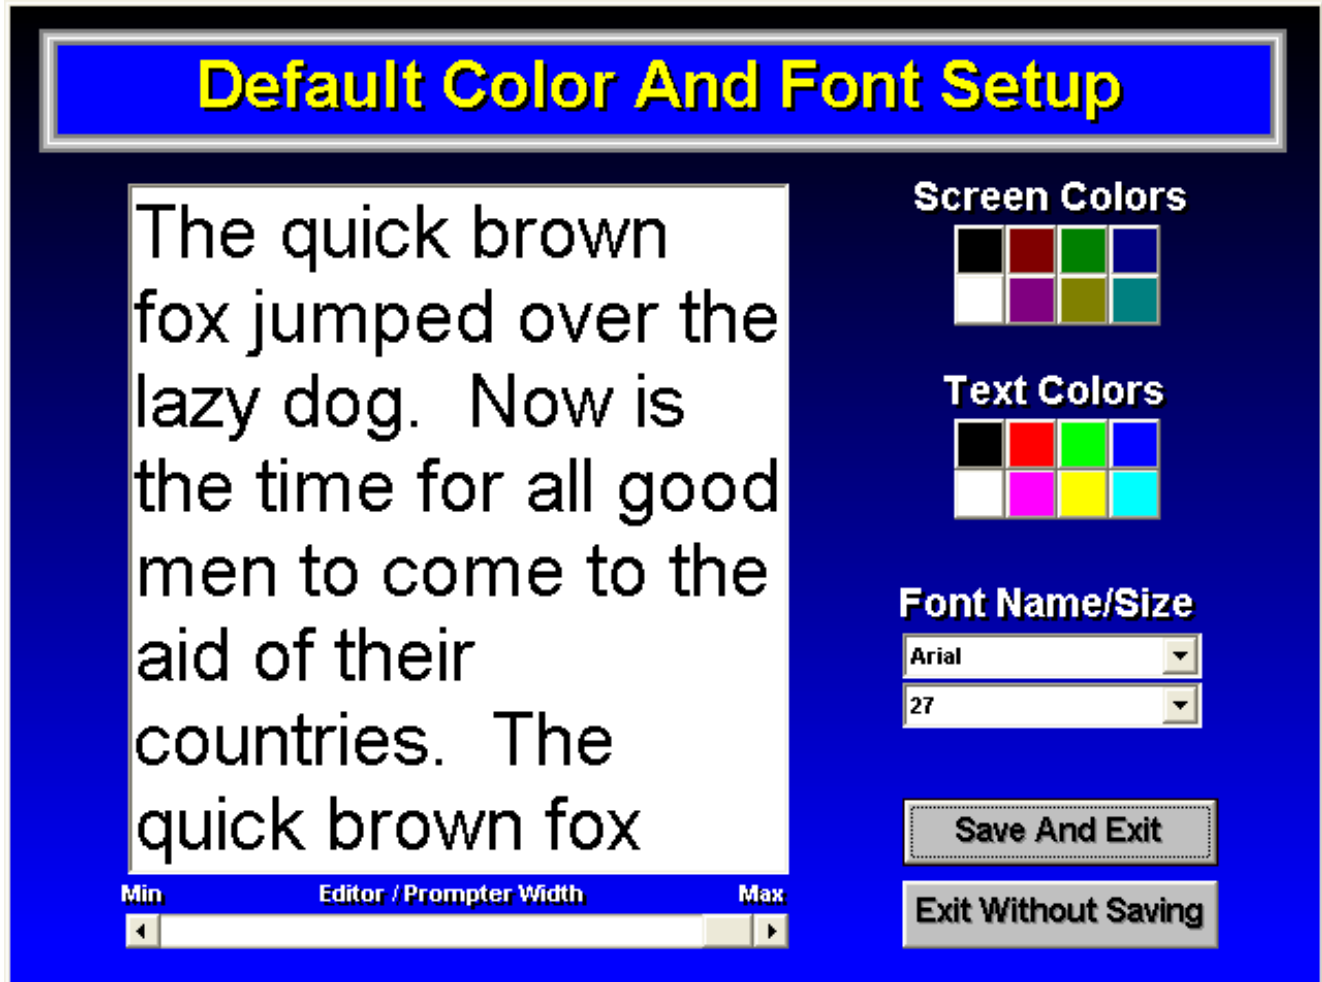 Default Color And Font Setup
The quick brown
fox jumped over the
lazy dog.  Now is
the time for all good
men to come to the
aid of their
countries.  The
quick brown fox
Min Editor / Prompter Width Max
Screen Colors
Text Colors
Font Name/Size
Arial
27
Save And Exit
Exit Without Saving